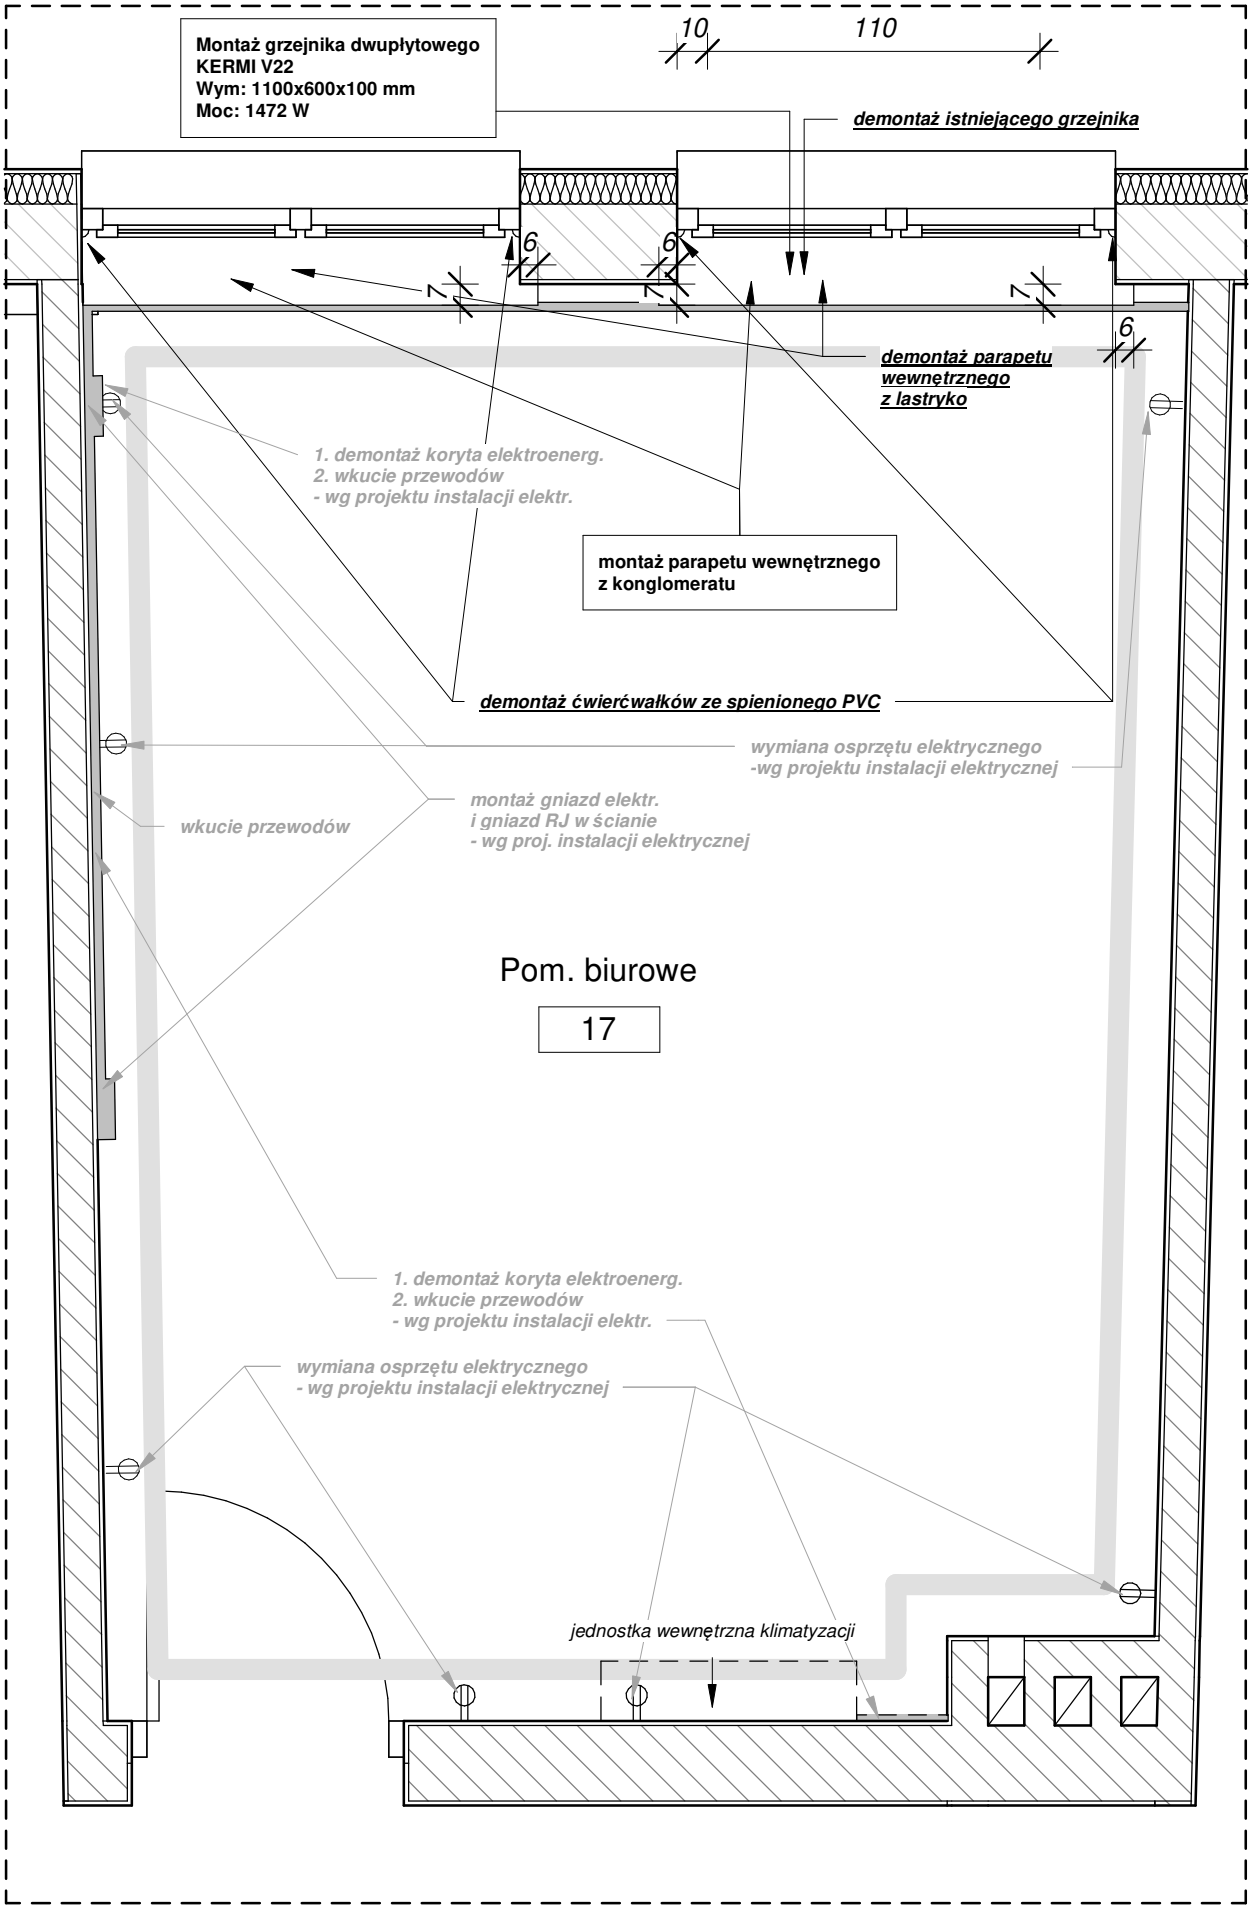 10
110
Montaż grzejnika dwupłytowego
KERMI V22
Wym: 1100x600x100 mm
Moc: 1472 W
demontaż istniejącego grzejnika
6
6
7
7
7
6
demontaż parapetu
wewnętrznego
z lastryko
1. demontaż koryta elektroenerg.
2. wkucie przewodów
- wg projektu instalacji elektr.
montaż parapetu wewnętrznego
z konglomeratu
demontaż ćwierćwałków ze spienionego PVC
wymiana osprzętu elektrycznego
-wg projektu instalacji elektrycznej
montaż gniazd elektr.
i gniazd RJ w ścianie
- wg proj. instalacji elektrycznej
wkucie przewodów
Pom. biurowe
17
1. demontaż koryta elektroenerg.
2. wkucie przewodów
- wg projektu instalacji elektr.
wymiana osprzętu elektrycznego
- wg projektu instalacji elektrycznej
jednostka wewnętrzna klimatyzacji